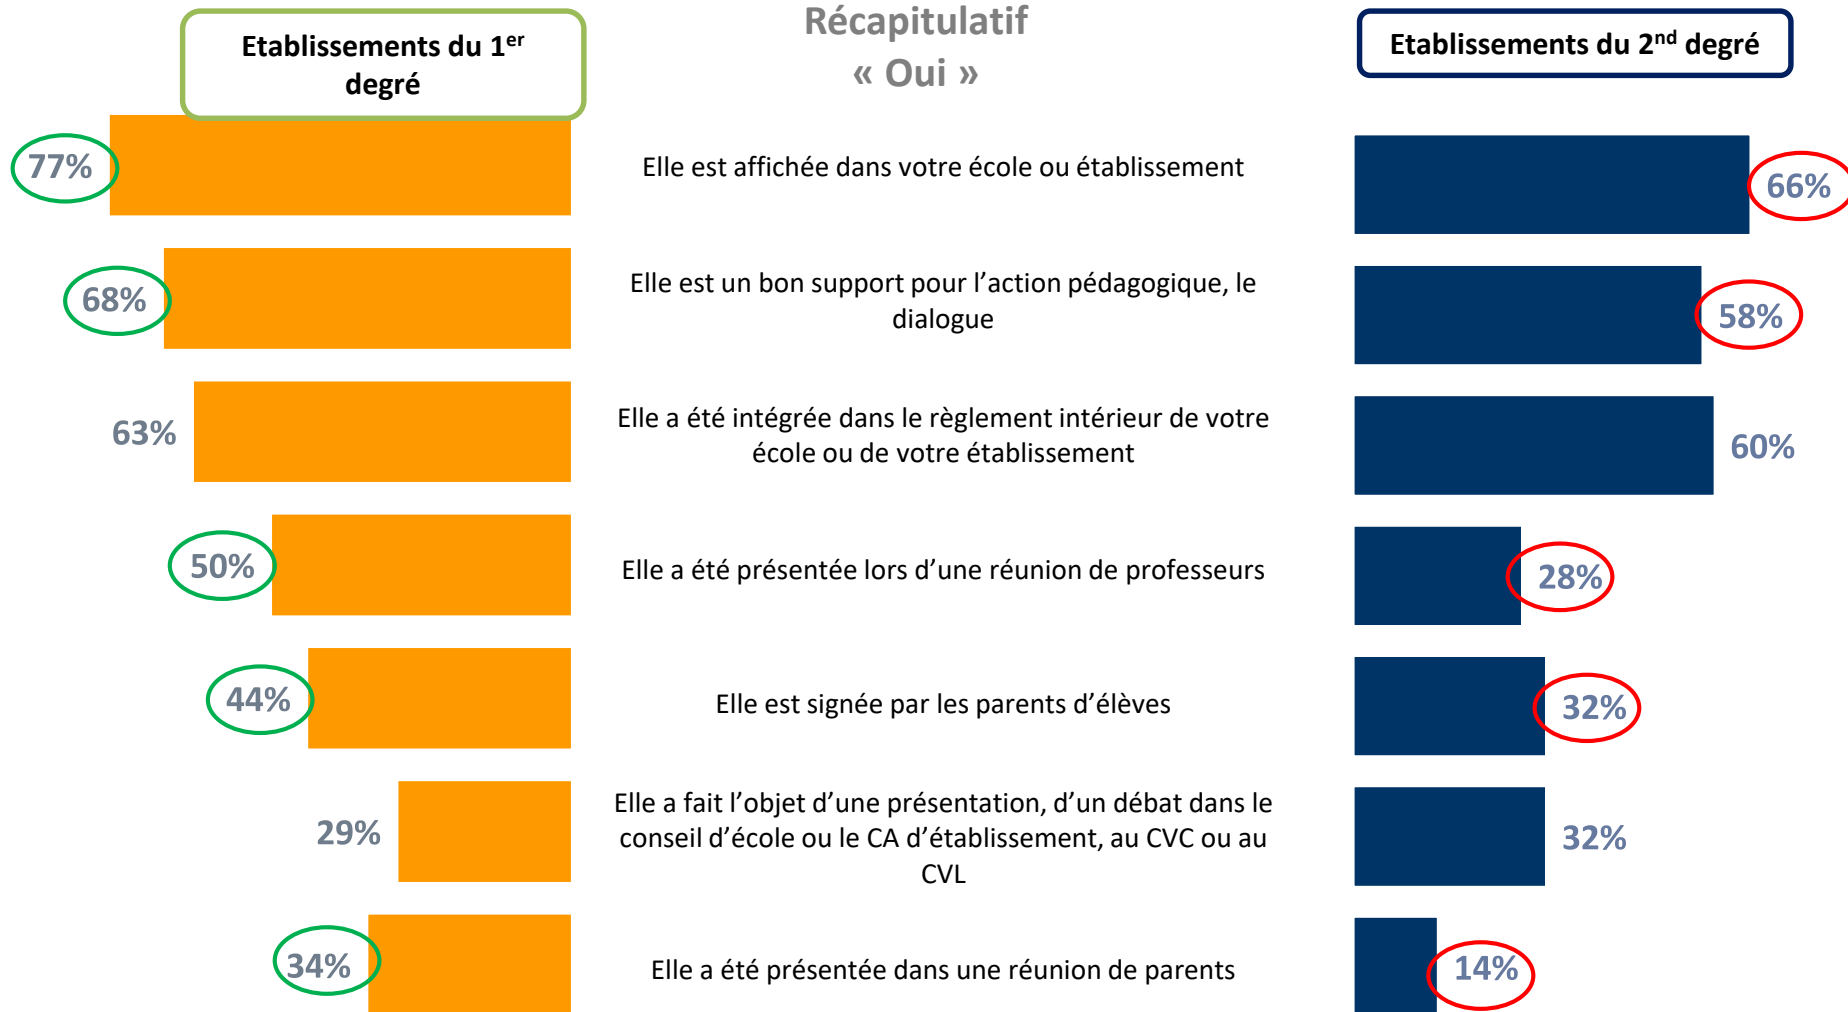 Etablissements du 1er
degré
Récapitulatif
« Oui »
Etablissements du 2nd degré
77%
Elle est affichée dans votre école ou établissement
66%
68%
Elle est un bon support pour l’action pédagogique, le
dialogue
58%
63%
Elle a été intégrée dans le règlement intérieur de votre
école ou de votre établissement
60%
50%
Elle a été présentée lors d’une réunion de professeurs
28%
44%
Elle est signée par les parents d’élèves
32%
29%
Elle a fait l’objet d’une présentation, d’un débat dans le
conseil d’école ou le CA d’établissement, au CVC ou au
CVL
32%
34%
Elle a été présentée dans une réunion de parents
14%